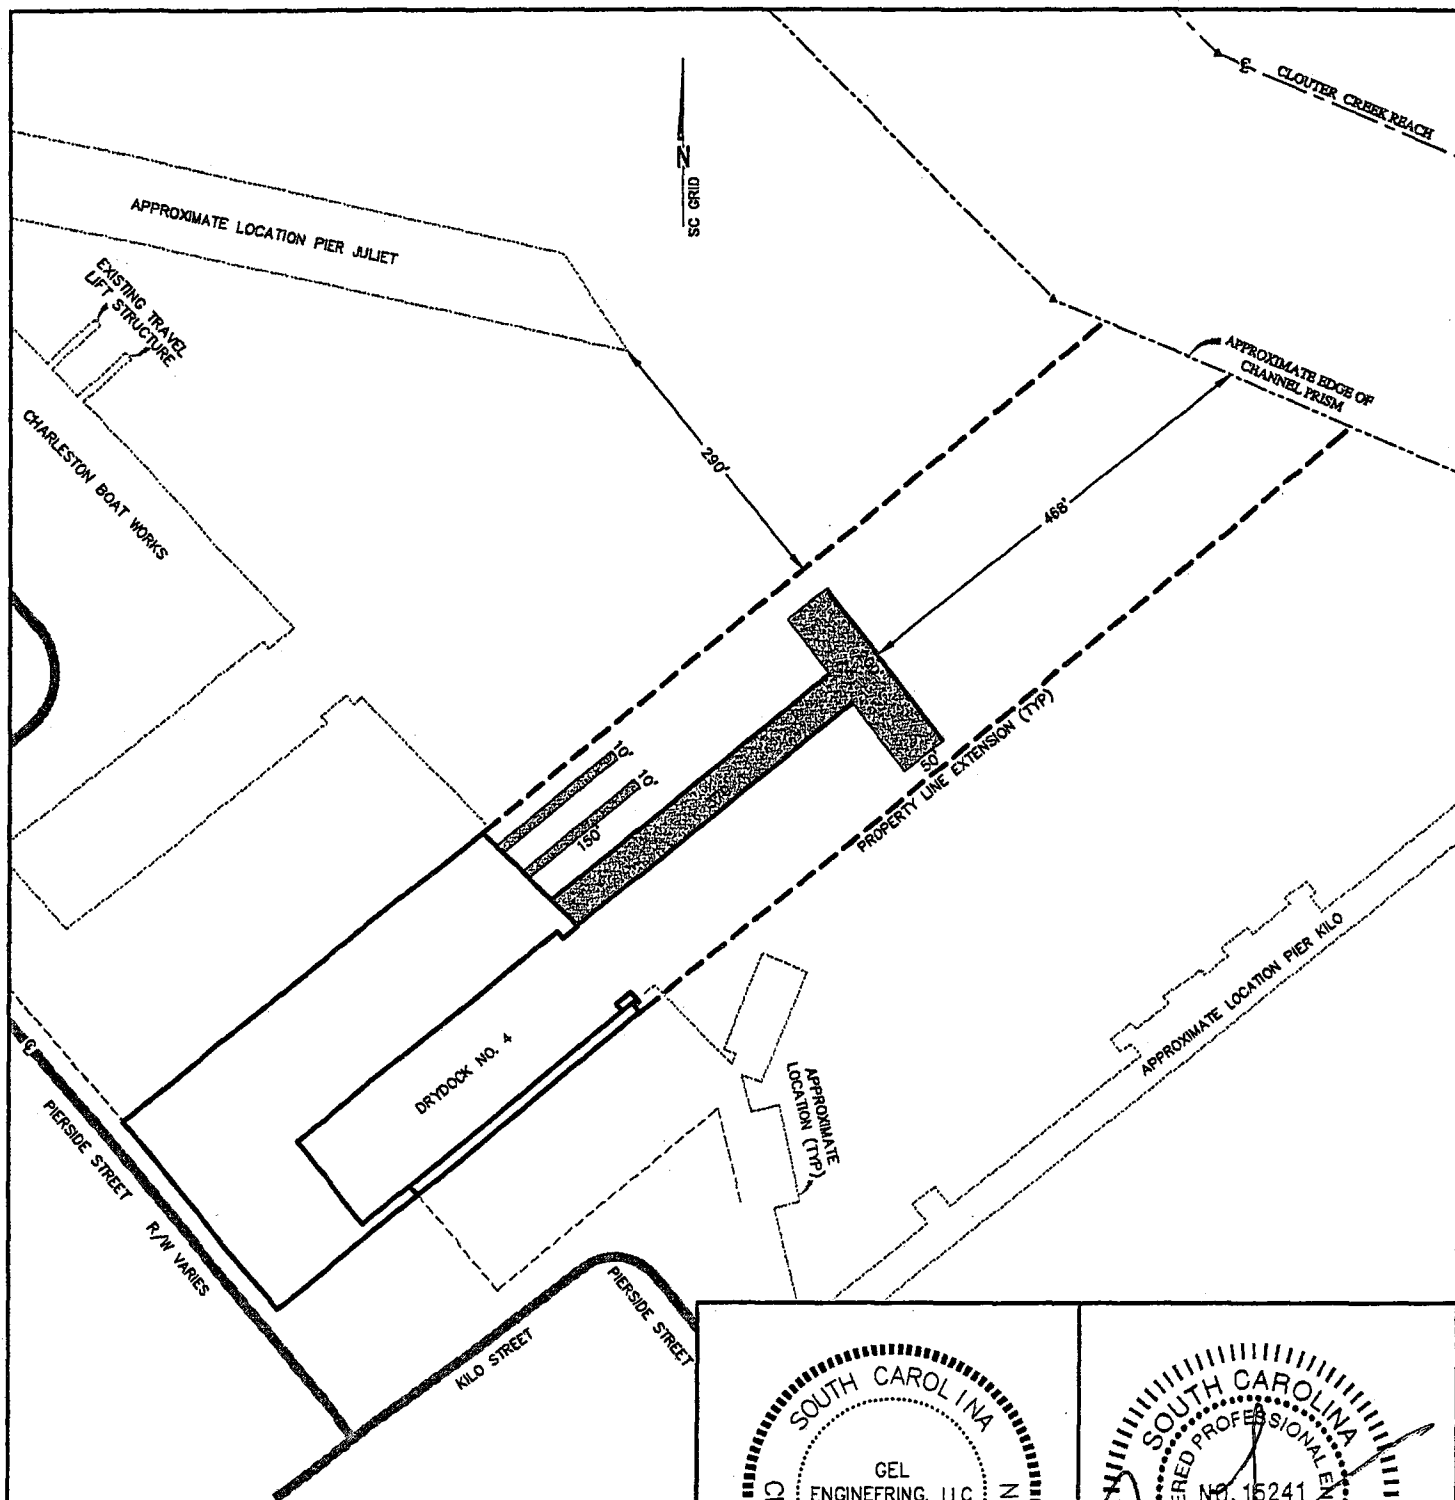 CLOUTER CREEK REACH
N
SC GRID
APPROXIMATE LOCATION PIER JULIET
EXISTING TRAVEL
LIFT STRUCTURE
APPROXIMATE EDGE OF
CHANNEL PRISM
CHARLESTON BOAT WORKS
290'
468'
50'
PROPERTY LINE EXTENSION (TYP)
10'
10'
150'
DRYDOCK NO. 4
APPROXIMATE
LOCATION (TYP)
APPROXIMATE LOCATION PIER KILO
PIERSIDE STREET
R/W VARIES
KILO STREET
PIERSIDE STREET
SOUTH CAROLINA
GEL
ENGINEERING, LLC
SOUTH CAROLINA
PROFESSIONAL
NO. 15241